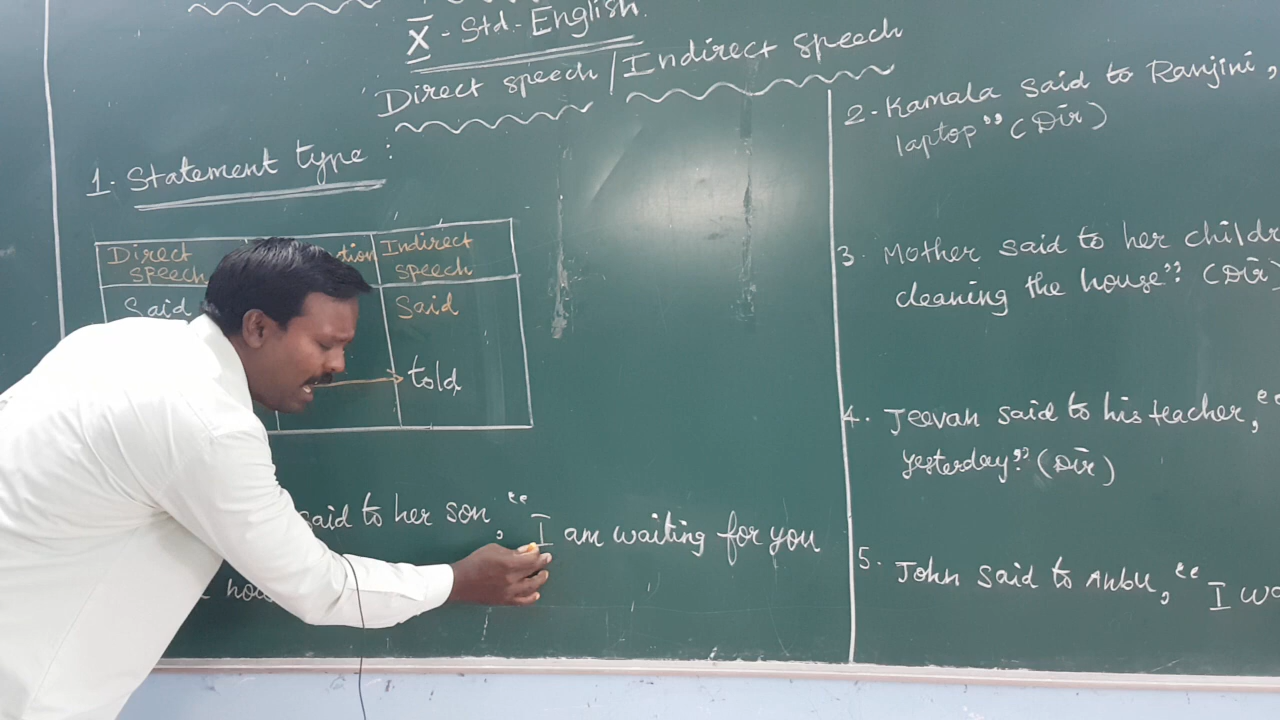 X - Std - English.
Direct speech / Indirect speech
1. Statement type :
Direct speech
Indirect speech
Said
Said
told
said to her son, "I am waiting for you
2. Kamala said to Ranjini,
laptop" (Dir)
3. Mother said to her childr
cleaning the house"? (Dir)
4. Jeevan said to his teacher, "
yesterday"? (Dir)
5. John said to Anbu, "I wo